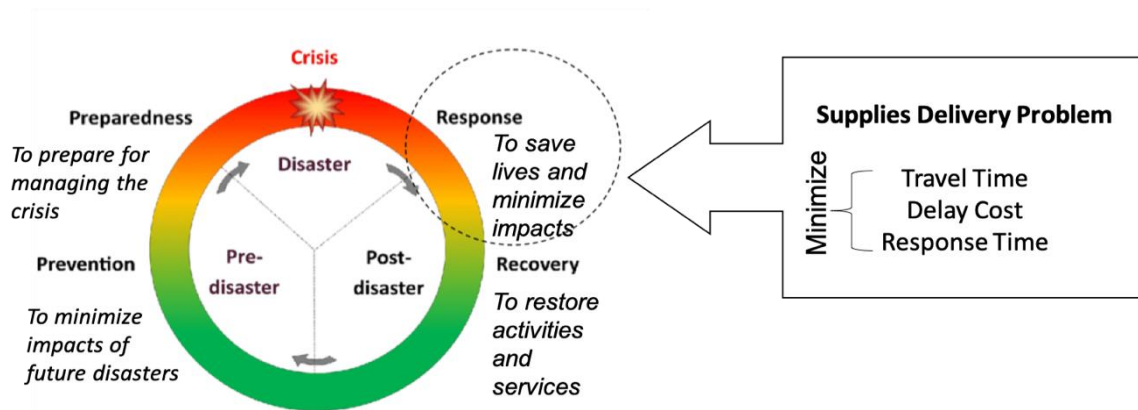 Crisis
Preparedness
Response
To prepare for
managing the
crisis
Disaster
To save
lives and
minimize
impacts
Prevention
Pre-
disaster
Post-
disaster
Recovery
To minimize
impacts of
future disasters
To restore
activities
and
services
Supplies Delivery Problem
Minimize
Travel Time
Delay Cost
Response Time